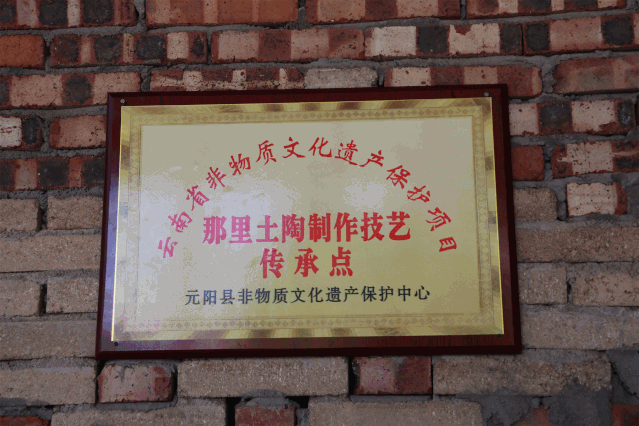 云南省非物质文化遗产保护项目
那里土陶制作技艺
传承点
元阳县非物质文化遗产保护中心